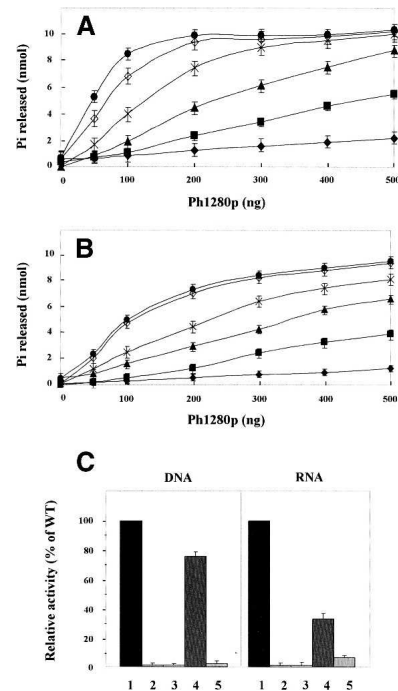 A
Pi released (nmol)
10
8
6
4
2
0
0 100 200 300 400 500
Ph1280p (ng)
B
Pi released (nmol)
10
8
6
4
2
0
0 100 200 300 400 500
Ph1280p (ng)
C
DNA RNA
Relative activity (% of WT)
100
80
60
40
20
0
1 2 3 4 5 1 2 3 4 5